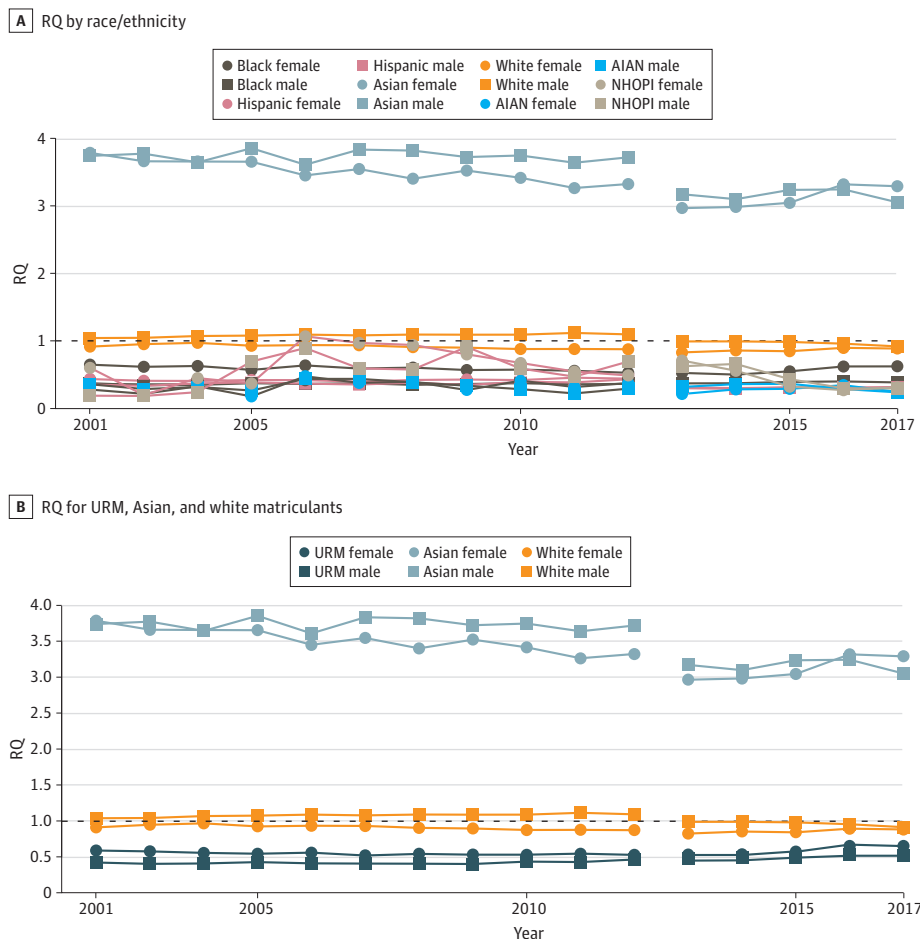 A RQ by race/ethnicity
Black female Hispanic male White female AIAN male
Black male Asian female White male NHOPI female
Hispanic female Asian male AIAN female NHOPI male
4
3
2
1
0
RQ
2001 2005 2010 2015 2017
Year
B RQ for URM, Asian, and white matriculants
URM female Asian female White female
URM male Asian male White male
4.0
3.5
3.0
2.5
2.0
1.5
1.0
0.5
0
RQ
2001 2005 2010 2015 2017
Year